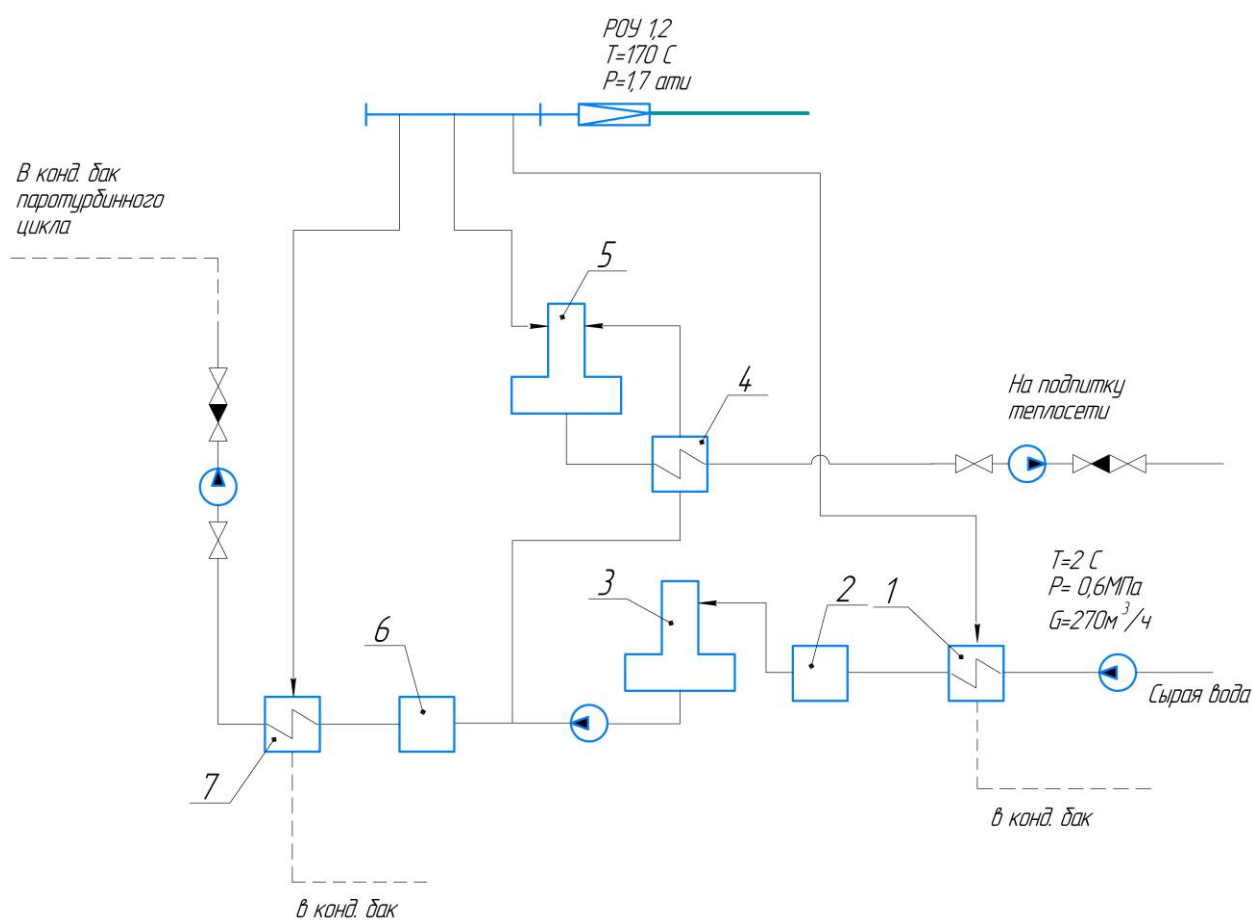 РОУ 1,2
Т=170 С
Р=1,7 ати
В конд. бак
паротурбинного
цикла
5
4
На подпитку
теплосети
Т=2 С
Р= 0,6МПа
G=270м³/ч
3
2
1
6
Сырая вода
7
в конд. бак
в конд. бак